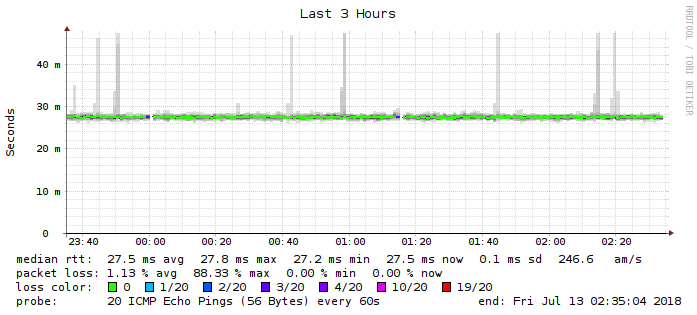 Last 3 Hours
RRDTOOL / TOBI OETIKER
Seconds
40 m
30 m
20 m
10 m
0
23:40 00:00 00:20 00:40 01:00 01:20 01:40 02:00 02:20
median rtt: 27.5 ms avg 27.8 ms max 27.2 ms min 27.5 ms now 0.1 ms sd 246.6 am/s
packet loss: 1.13 % avg 88.33 % max 0.00 % min 0.00 % now
loss color: 0 1/20 2/20 3/20 4/20 10/20 19/20
probe: 20 ICMP Echo Pings (56 Bytes) every 60s end: Fri Jul 13 02:35:04 2018